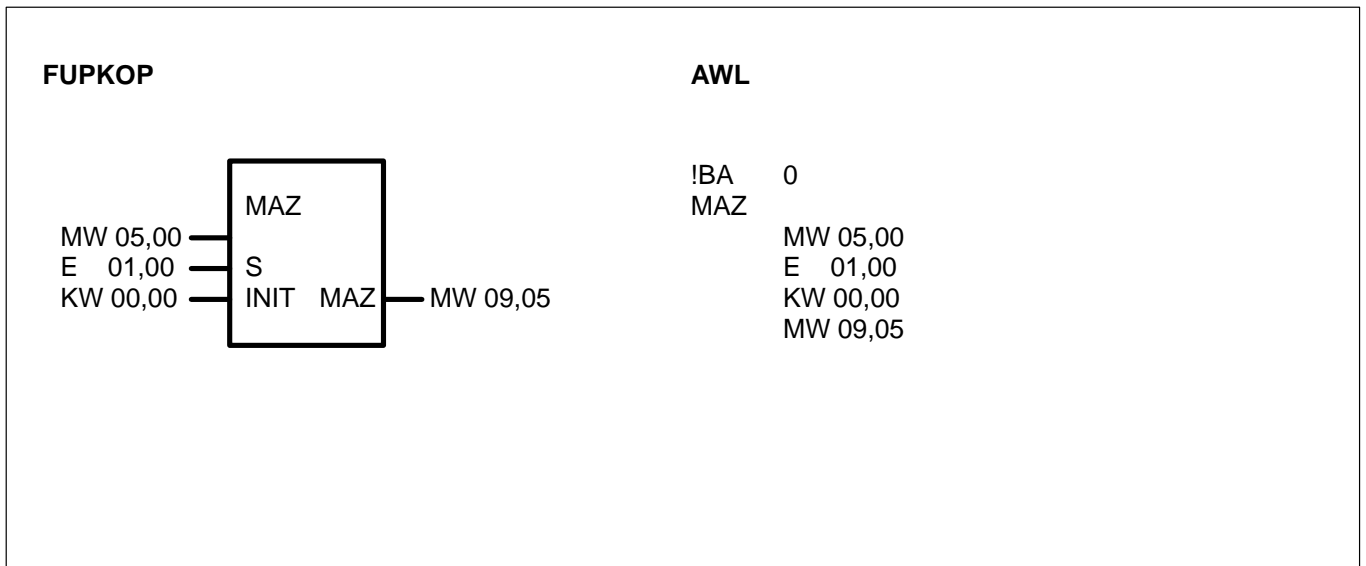 FUPKOP
MAZ
MW 05,00
E 01,00 S
KW 00,00 INIT MAZ MW 09,05
AWL
!BA 0
MAZ
MW 05,00
E 01,00
KW 00,00
MW 09,05